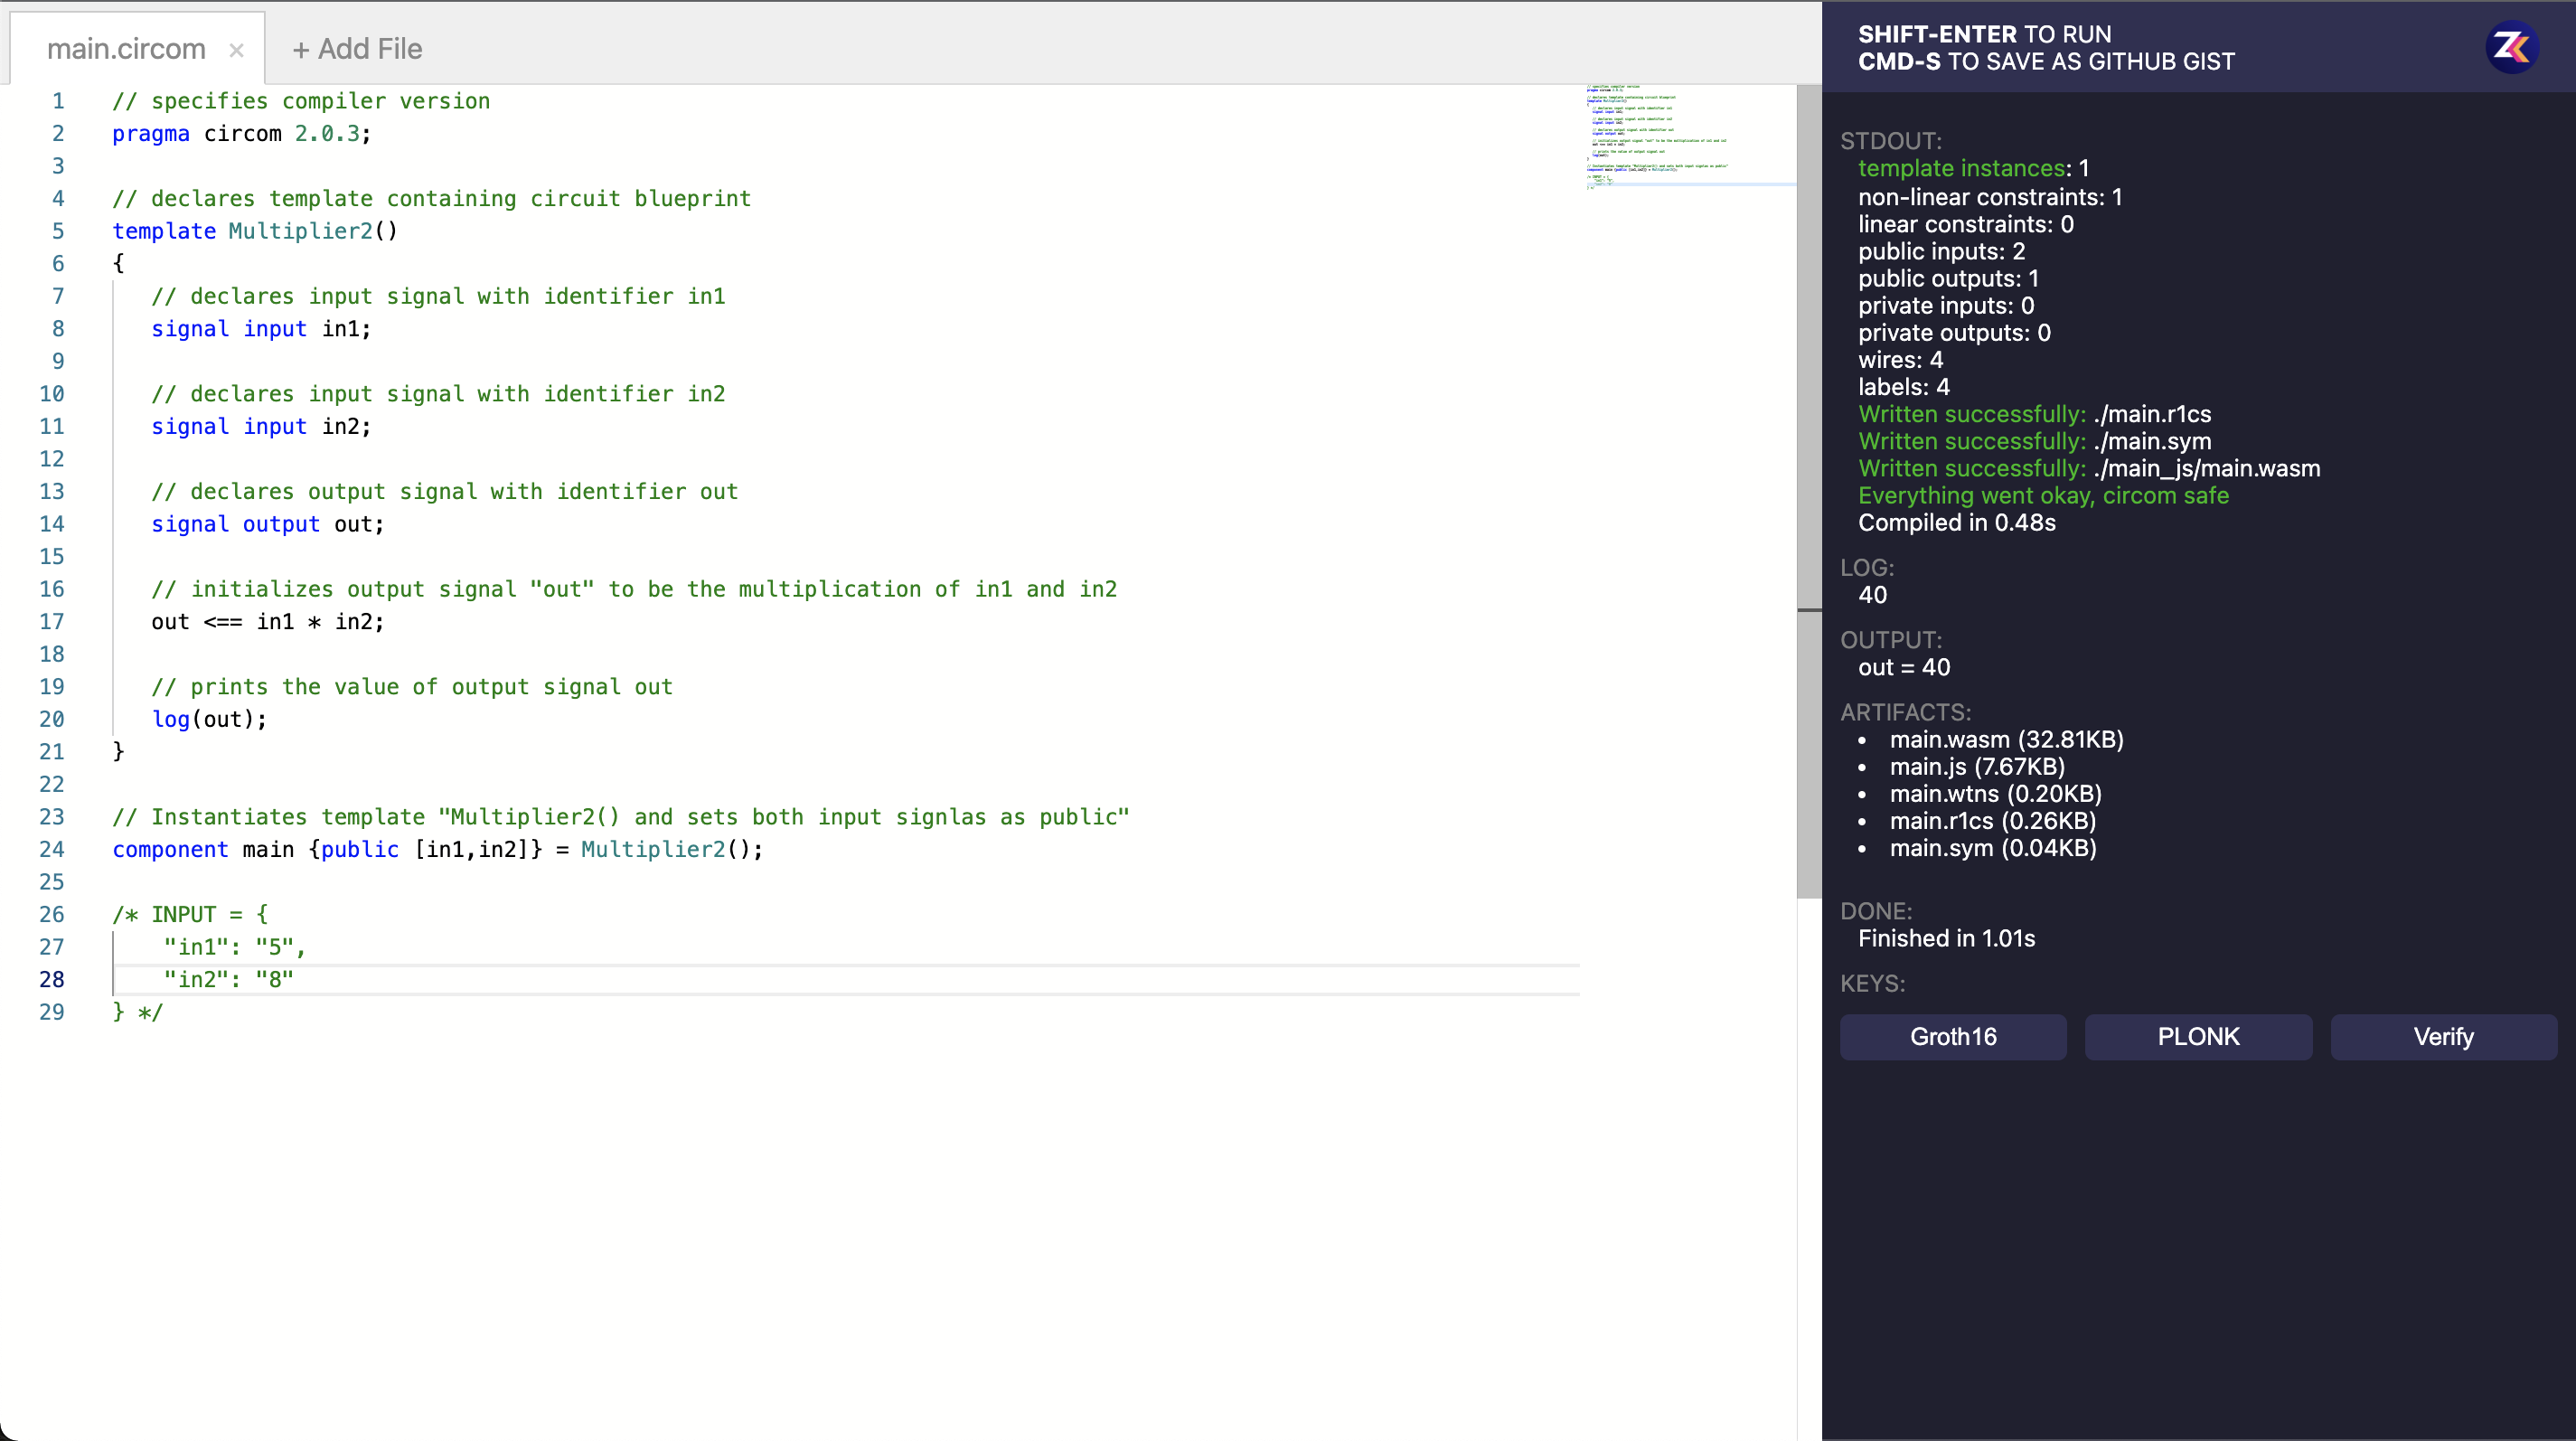 main.circom × + Add File
1 // specifies compiler version
2 pragma circom 2.0.3;
3
4 // declares template containing circuit blueprint
5 template Multiplier2()
6 {
7 // declares input signal with identifier in1
8 signal input in1;
9
10 // declares input signal with identifier in2
11 signal input in2;
12
13 // declares output signal with identifier out
14 signal output out;
15
16 // initializes output signal "out" to be the multiplication of in1 and in2
17 out <== in1 * in2;
18
19 // prints the value of output signal out
20 log(out);
21 }
22
23 // Instantiates template "Multiplier2() and sets both input signlas as public"
24 component main {public [in1,in2]} = Multiplier2();
25
26 /* INPUT = {
27 "in1": "5",
28 "in2": "8"
29 } */
SHIFT-ENTER TO RUN
CMD-S TO SAVE AS GITHUB GIST
STDOUT:
template instances: 1
non-linear constraints: 1
linear constraints: 0
public inputs: 2
public outputs: 1
private inputs: 0
private outputs: 0
wires: 4
labels: 4
Written successfully: ./main.r1cs
Written successfully: ./main.sym
Written successfully: ./main_js/main.wasm
Everything went okay, circom safe
Compiled in 0.48s
LOG:
40
OUTPUT:
out = 40
ARTIFACTS:
• main.wasm (32.81KB)
• main.js (7.67KB)
• main.wtns (0.20KB)
• main.r1cs (0.26KB)
• main.sym (0.04KB)
DONE:
Finished in 1.01s
KEYS:
Groth16 PLONK Verify